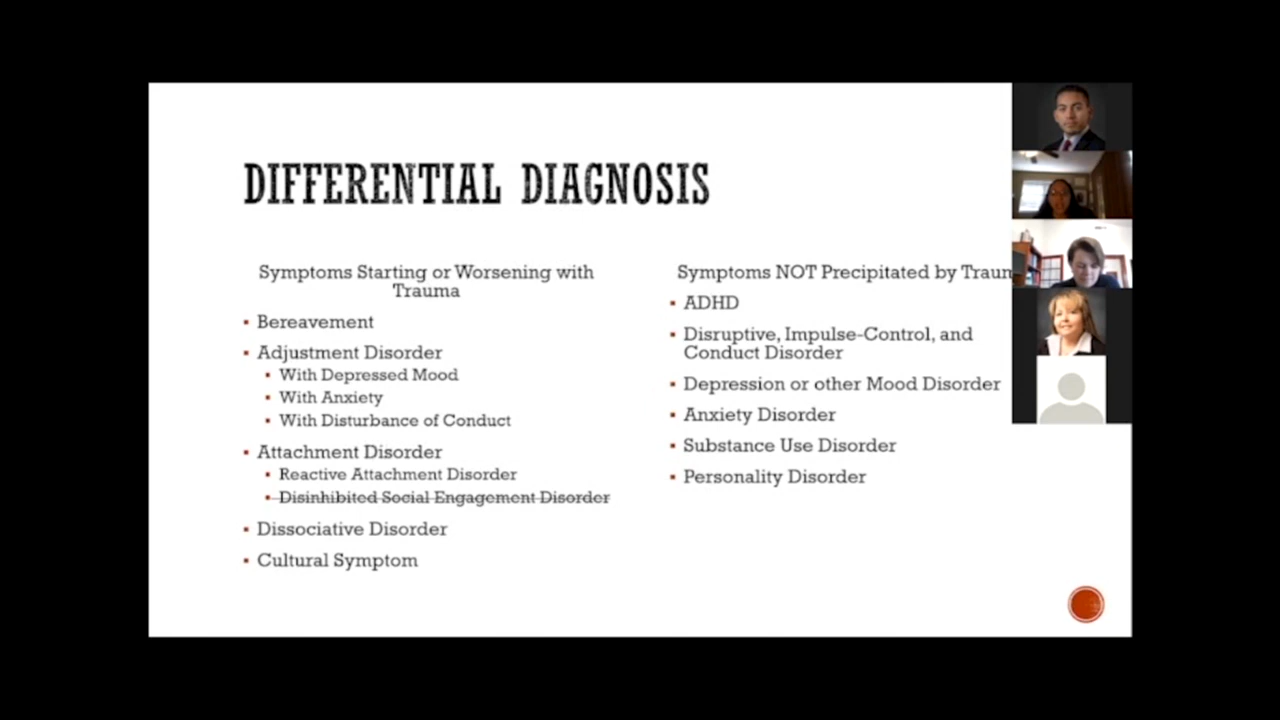 DIFFERENTIAL DIAGNOSIS
Symptoms Starting or Worsening with
Trauma
▪ Bereavement
▪ Adjustment Disorder
▪ With Depressed Mood
▪ With Anxiety
▪ With Disturbance of Conduct
▪ Attachment Disorder
▪ Reactive Attachment Disorder
▪ Disinhibited Social Engagement Disorder
▪ Dissociative Disorder
▪ Cultural Symptom
Symptoms NOT Precipitated by Traum
▪ ADHD
▪ Disruptive, Impulse-Control, and
Conduct Disorder
▪ Depression or other Mood Disorder
▪ Anxiety Disorder
▪ Substance Use Disorder
▪ Personality Disorder